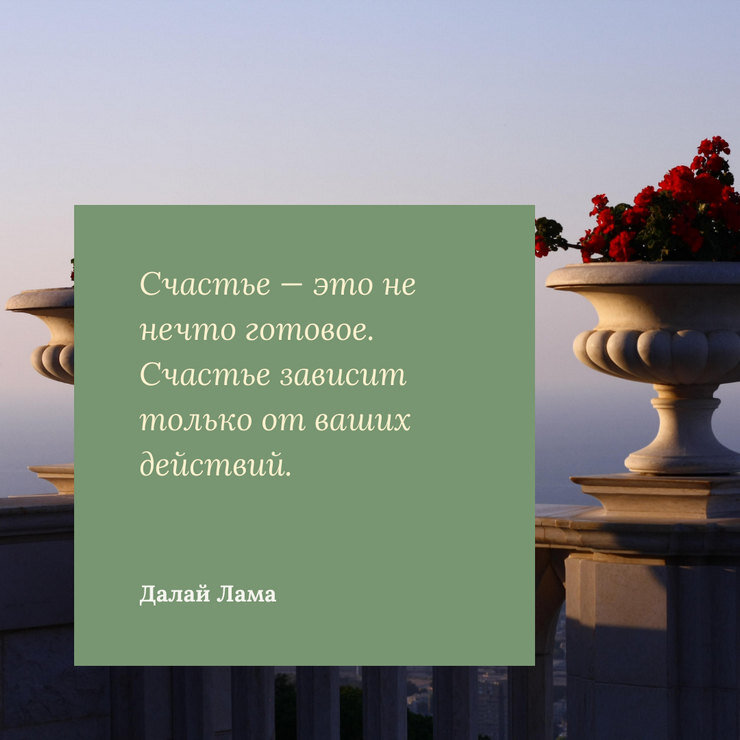 Счастье — это не
нечто готовое.
Счастье зависит
только от ваших
действий.
Далай Лама